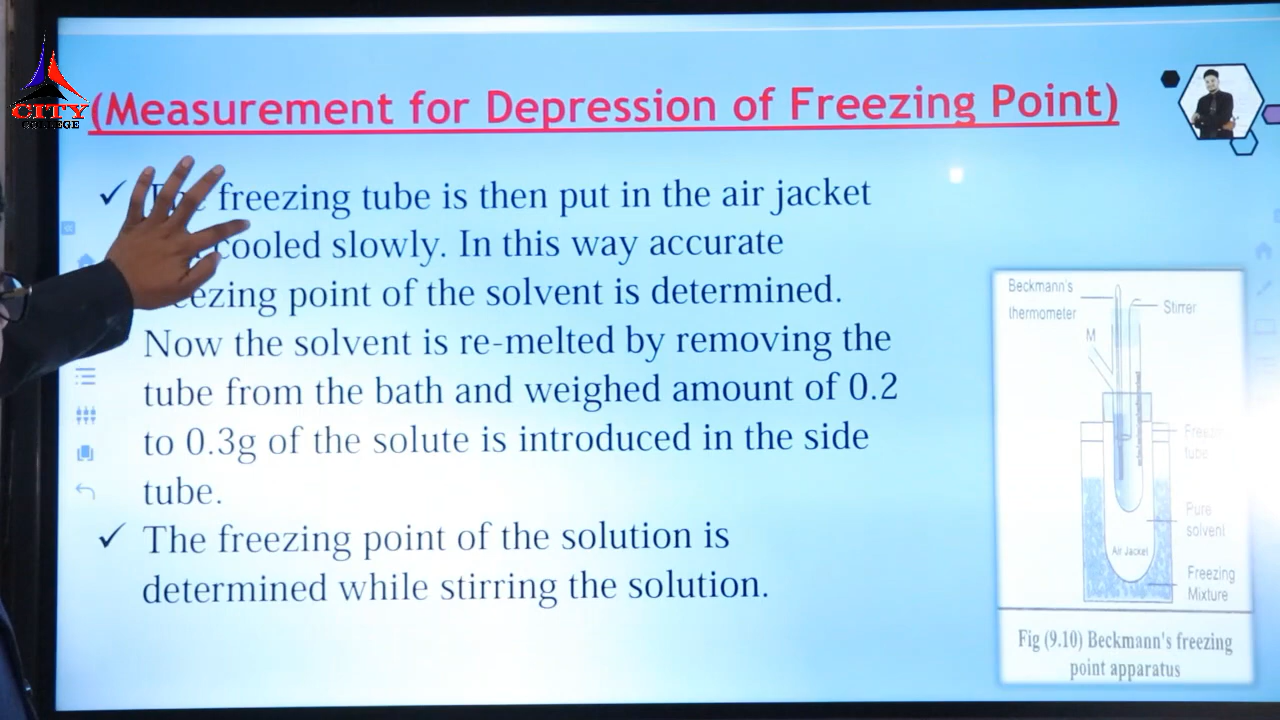 CITY
COLLEGE
(Measurement for Depression of Freezing Point)
freezing tube is then put in the air jacket
cooled slowly. In this way accurate
point of the solvent is determined.
Now the solvent is re-melted by removing the
tube from the bath and weighed amount of 0.2
to 0.3g of the solute is introduced in the side
tube.
The freezing point of the solution is
determined while stirring the solution.
Beckmann's
thermometer
Stirrer
M
tube
Pure
solvent
Air Jacket
Freezing
Mixture
Fig (9.10) Beckmann's freezing
point apparatus